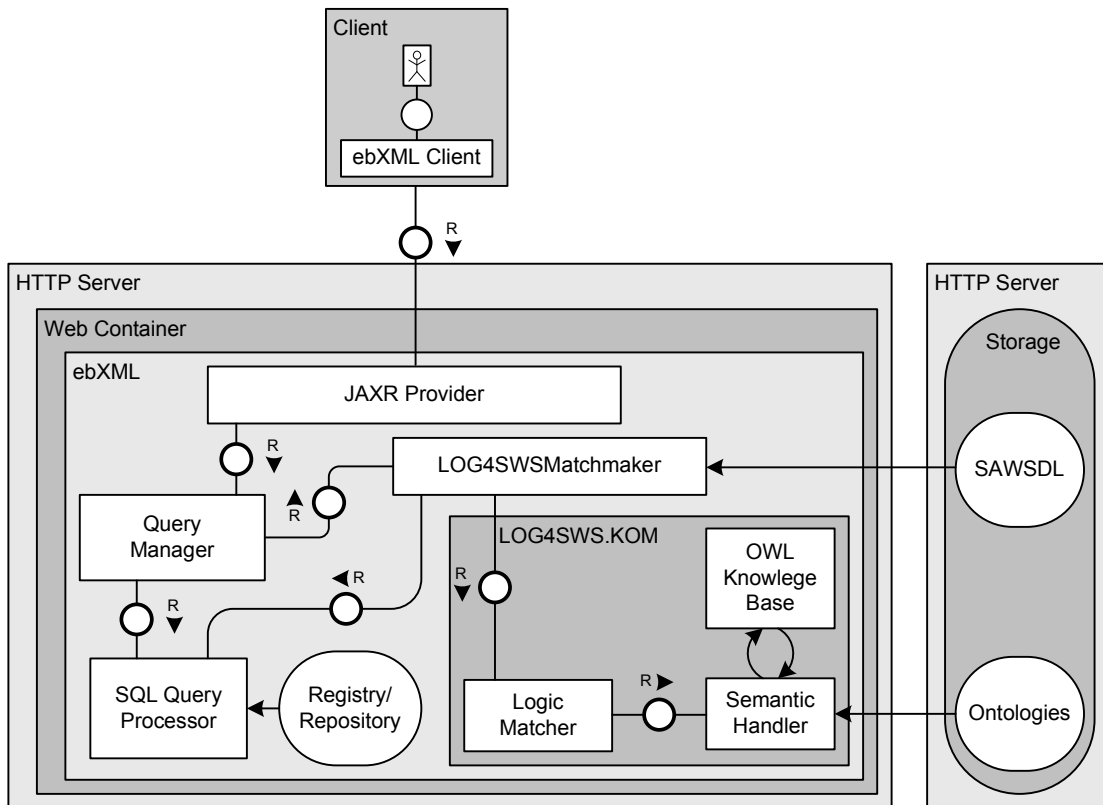 Client
ebXML Client
R
HTTP Server
HTTP Server
Web Container
Storage
ebXML
JAXR Provider
R
LOG4SWSMatchmaker
SAWSDL
R
Query
Manager
LOG4SWS.KOM
OWL
Knowlege
Base
R
R
R
SQL Query
Processor
Registry/
Repository
Logic
Matcher
R
Semantic
Handler
Ontologies